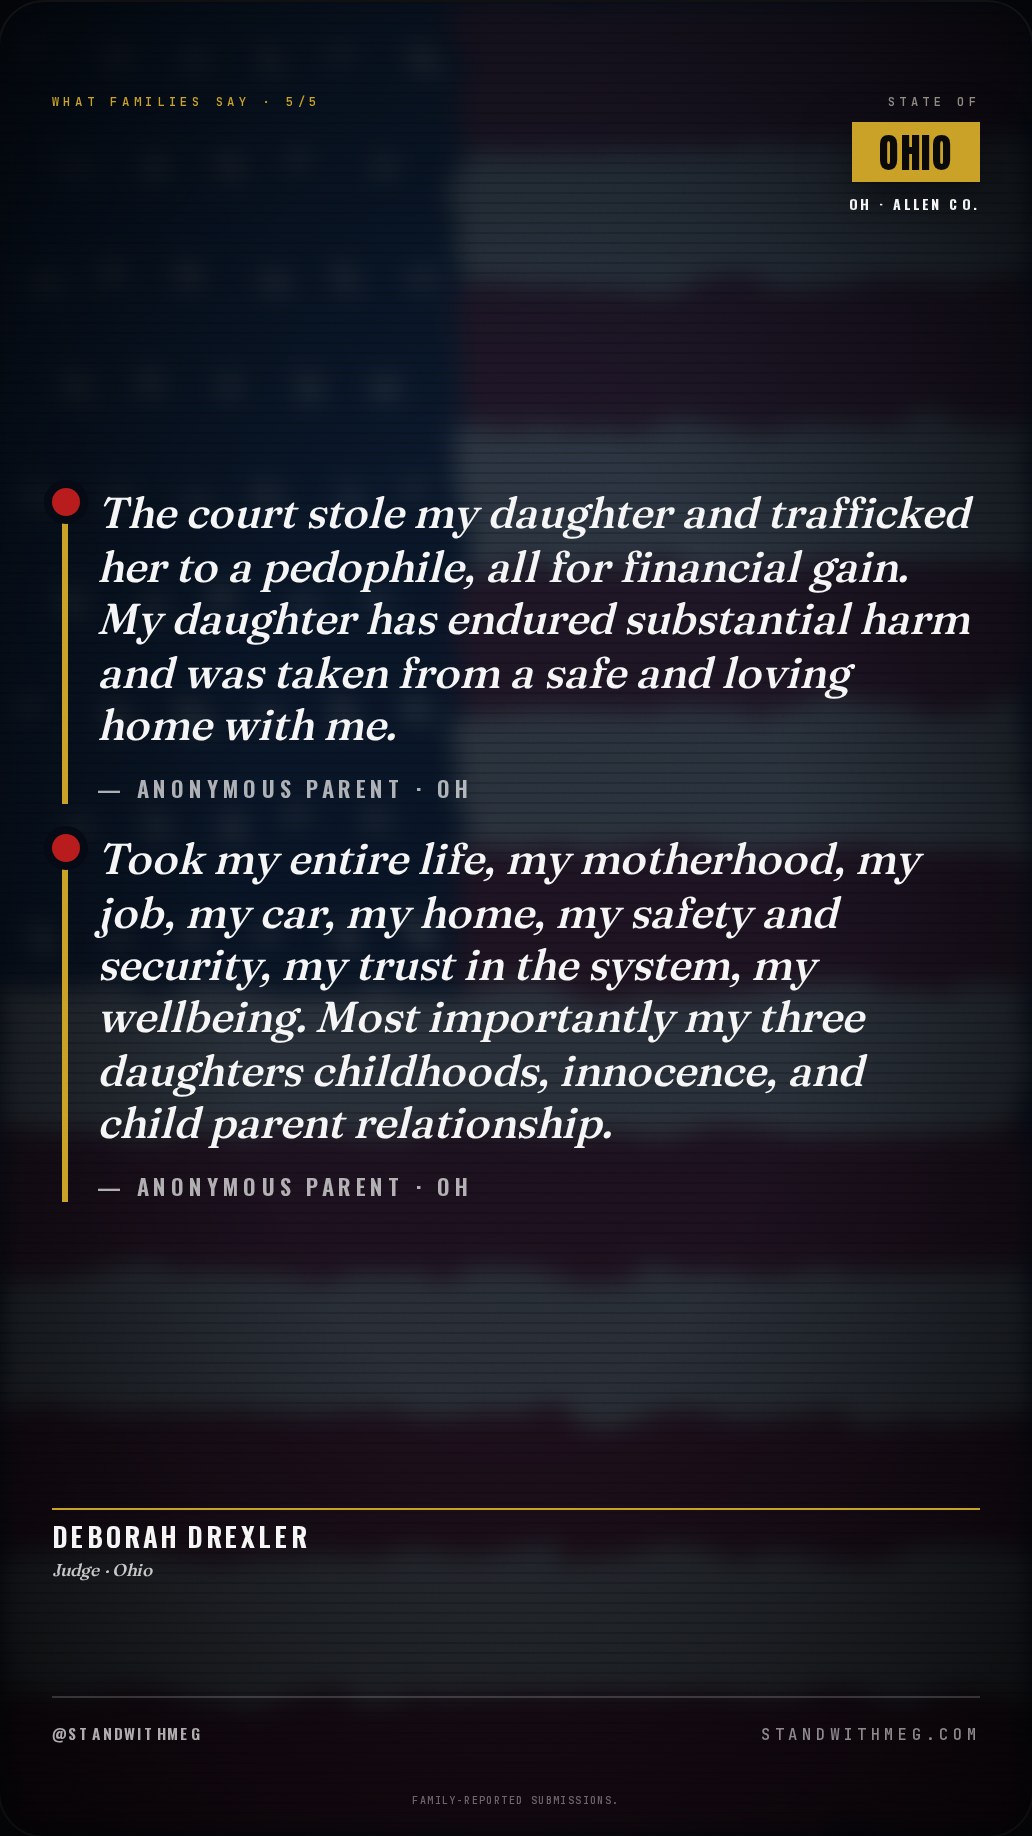 WHAT FAMILIES SAY · 5/5
STATE OF
OHIO
OH · ALLEN CO.
The court stole my daughter and trafficked
her to a pedophile, all for financial gain.
My daughter has endured substantial harm
and was taken from a safe and loving
home with me.
— ANONYMOUS PARENT · OH
Took my entire life, my motherhood, my
job, my car, my home, my safety and
security, my trust in the system, my
wellbeing. Most importantly my three
daughters childhoods, innocence, and
child parent relationship.
— ANONYMOUS PARENT · OH
DEBORAH DREXLER
Judge · Ohio
@STANDWITHMEG
STANDWITHMEG.COM
FAMILY-REPORTED SUBMISSIONS.